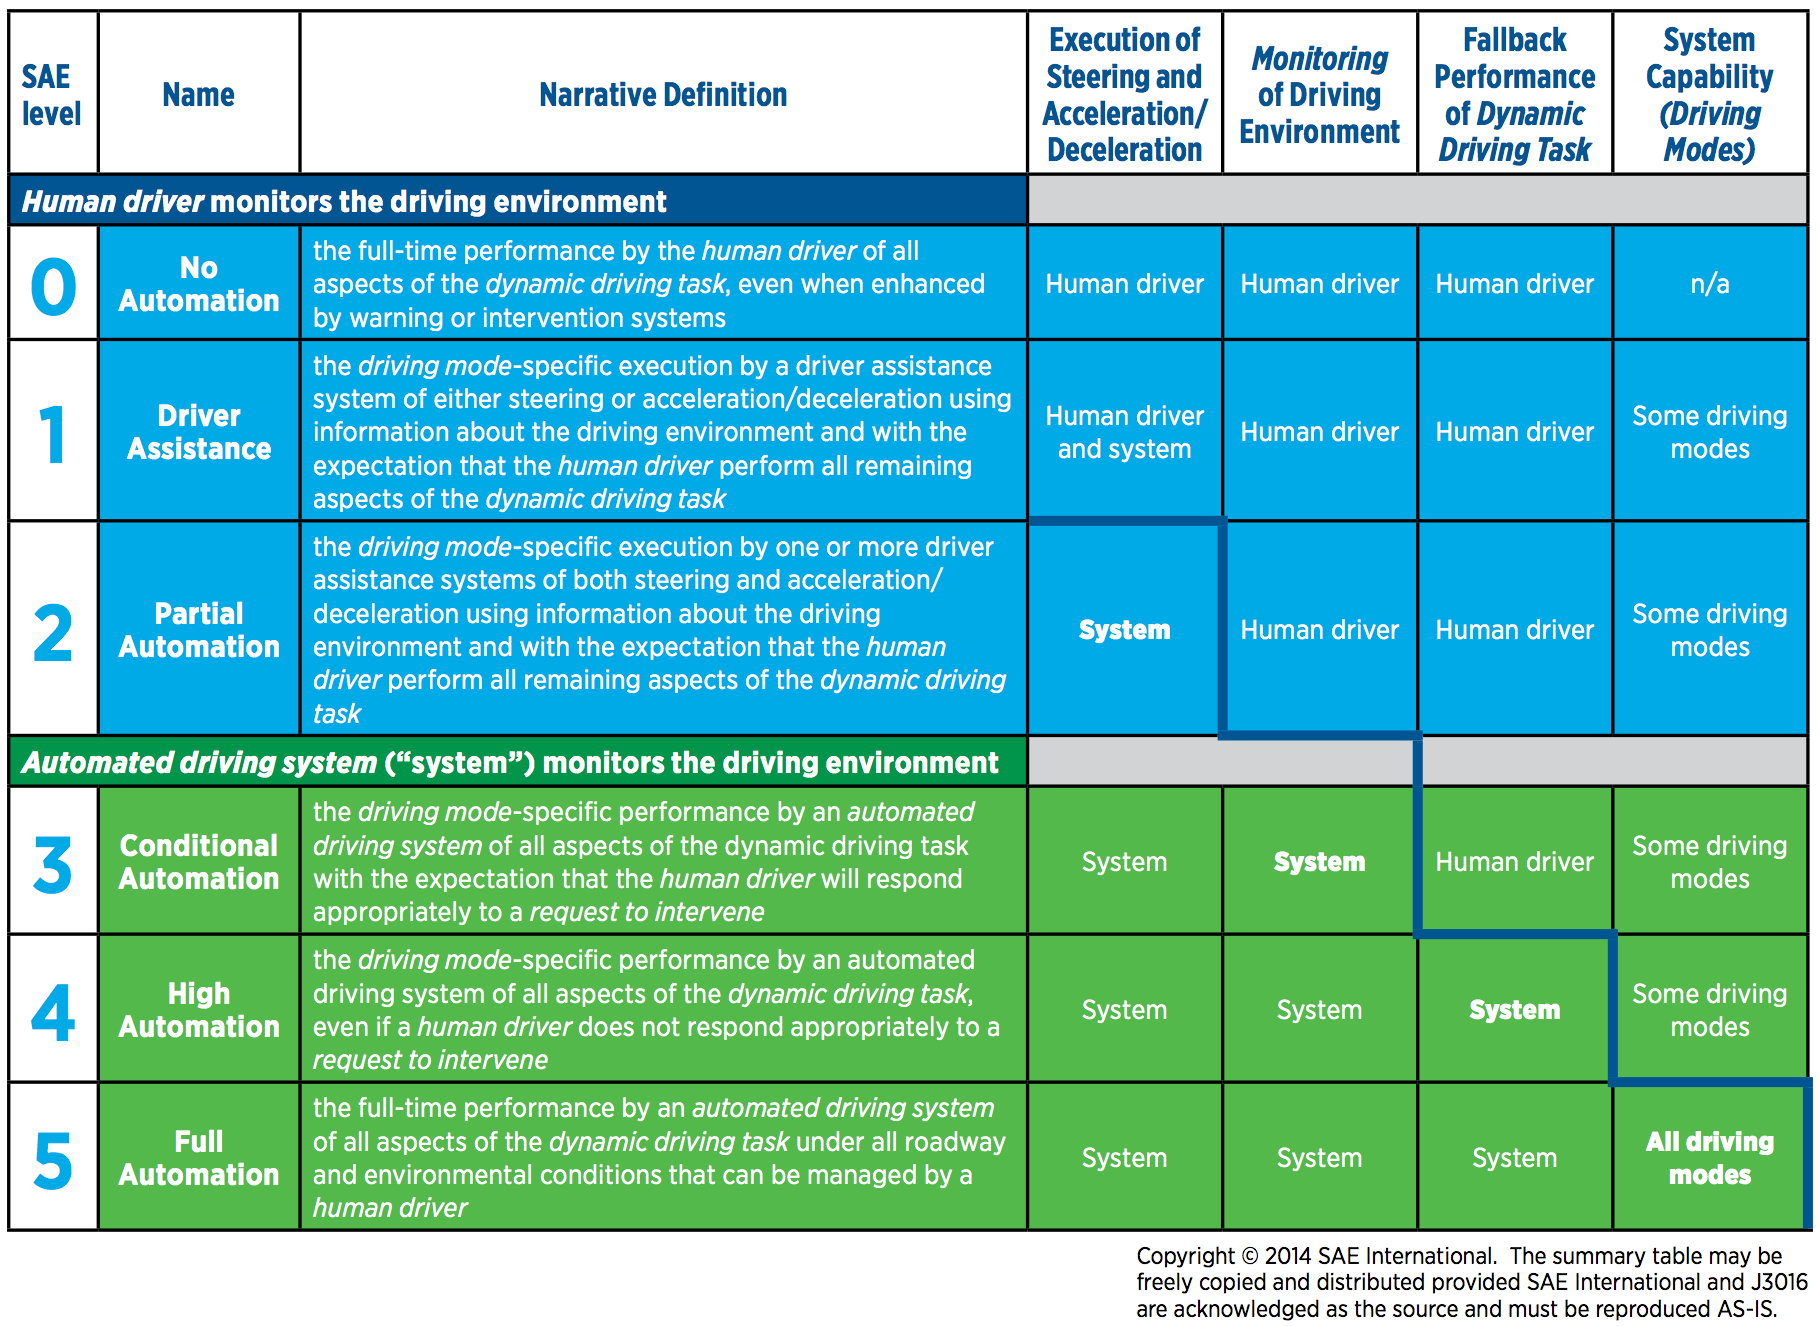 SAE
level
Name
Narrative Definition
Execution of
Steering and
Acceleration/
Deceleration
Monitoring
of Driving
Environment
Fallback
Performance
of Dynamic
Driving Task
System
Capability
(Driving
Modes)
Human driver monitors the driving environment
0
No
Automation
the full-time performance by the human driver of all
aspects of the dynamic driving task, even when enhanced
by warning or intervention systems
Human driver
Human driver
Human driver
n/a
1
Driver
Assistance
the driving mode-specific execution by a driver assistance
system of either steering or acceleration/deceleration using
information about the driving environment and with the
expectation that the human driver perform all remaining
aspects of the dynamic driving task
Human driver
and system
Human driver
Human driver
Some driving
modes
2
Partial
Automation
the driving mode-specific execution by one or more driver
assistance systems of both steering and acceleration/
deceleration using information about the driving
environment and with the expectation that the human
driver perform all remaining aspects of the dynamic driving
task
System
Human driver
Human driver
Some driving
modes
Automated driving system (“system”) monitors the driving environment
3
Conditional
Automation
the driving mode-specific performance by an automated
driving system of all aspects of the dynamic driving task
with the expectation that the human driver will respond
appropriately to a request to intervene
System
System
Human driver
Some driving
modes
4
High
Automation
the driving mode-specific performance by an automated
driving system of all aspects of the dynamic driving task,
even if a human driver does not respond appropriately to a
request to intervene
System
System
System
Some driving
modes
5
Full
Automation
the full-time performance by an automated driving system
of all aspects of the dynamic driving task under all roadway
and environmental conditions that can be managed by a
human driver
System
System
System
All driving
modes
Copyright © 2014 SAE International.  The summary table may be
freely copied and distributed provided SAE International and J3016
are acknowledged as the source and must be reproduced AS-IS.